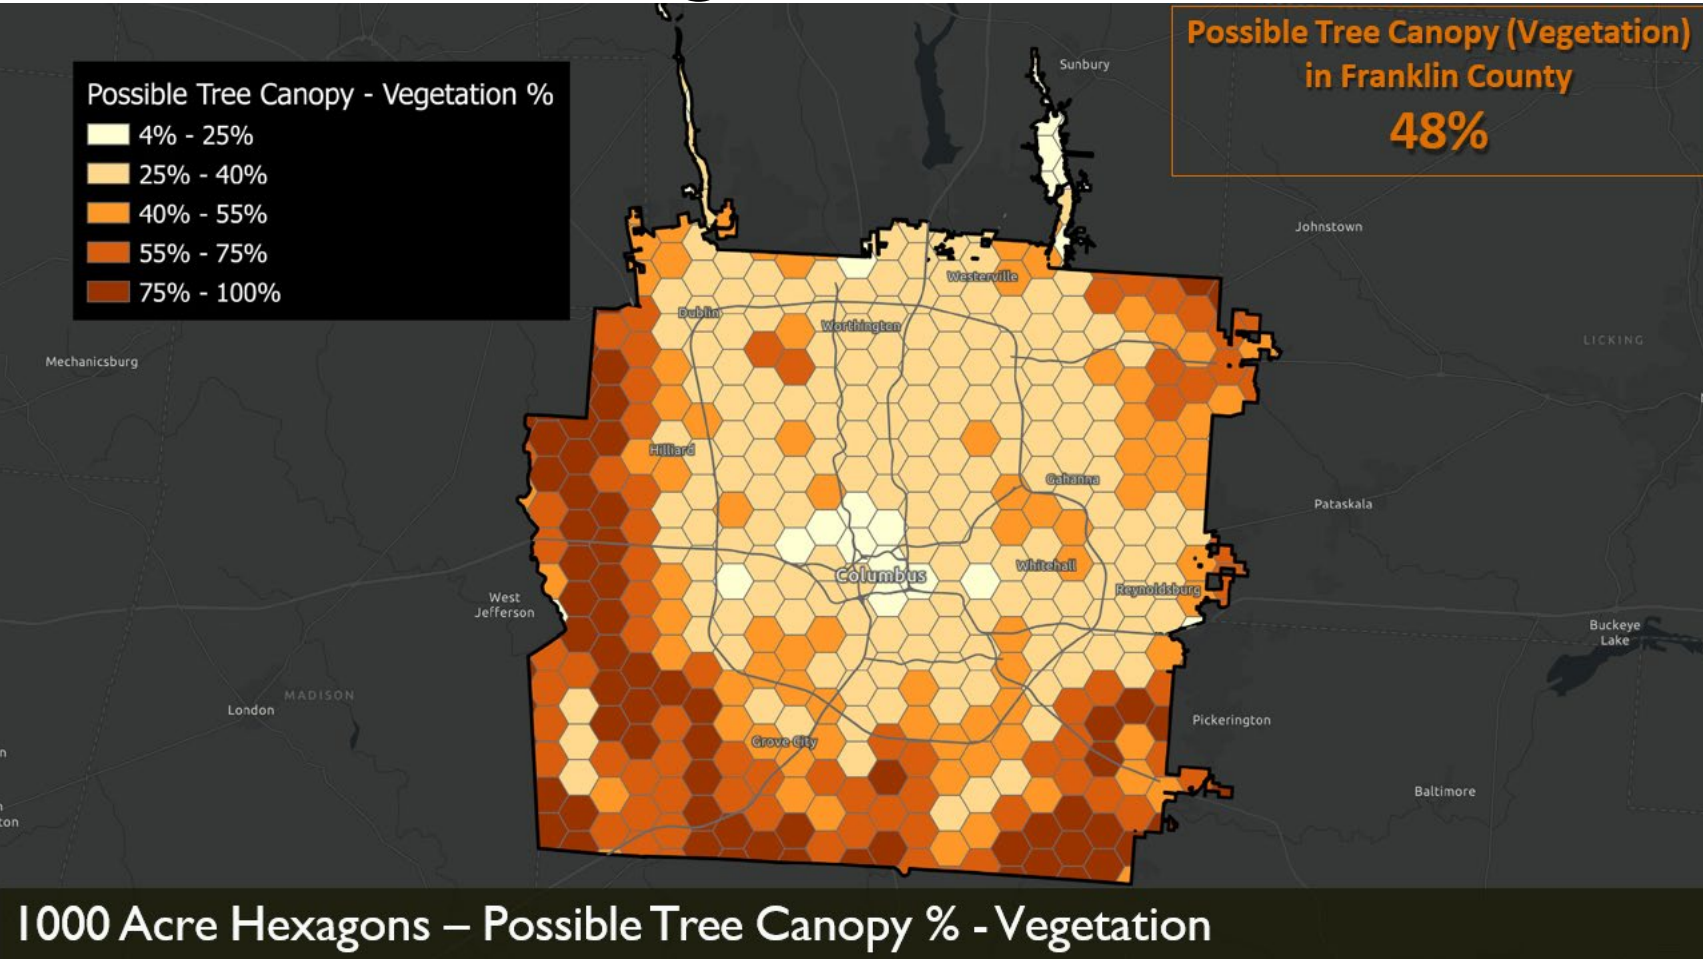 Possible Tree Canopy (Vegetation)
in Franklin County
48%
Possible Tree Canopy - Vegetation %
4% - 25%
25% - 40%
40% - 55%
55% - 75%
75% - 100%
Sunbury
Johnstown
Westerville
Dublin
Worthington
LICKING
Mechanicsburg
Hilliard
Gahanna
Pataskala
Whitehall
Columbus
Reynoldsburg
West
Jefferson
Buckeye
Lake
MADISON
London
Pickerington
Grove City
Baltimore
1000 Acre Hexagons – Possible Tree Canopy % - Vegetation